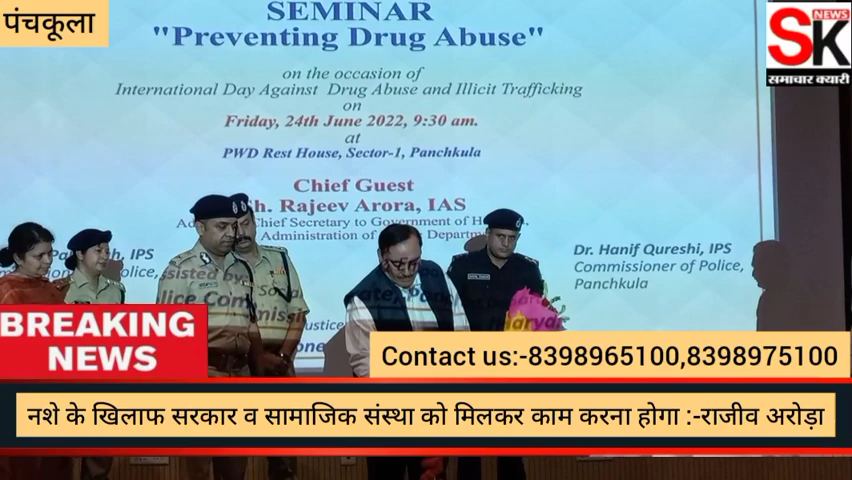 पंचकूला
NEWS
SK
समाचार क्यारी
SEMINAR
"Preventing Drug Abuse"
on the occasion of
International Day Against Drug Abuse and Illicit Trafficking
on
Friday, 24th June 2022, 9:30 am.
at
PWD Rest House, Sector-1, Panchkula
Chief Guest
Sh. Rajeev Arora, IAS
Chief Secretary to Government of
Administration of
IPS
Police,
Dr. Hanif Qureshi, IPS
Commissioner of Police,
Panchkula
BREAKING
NEWS
Contact us:-8398965100,8398975100
नशे के खिलाफ सरकार व सामाजिक संस्था को मिलकर काम करना होगा :-राजीव अरोड़ा